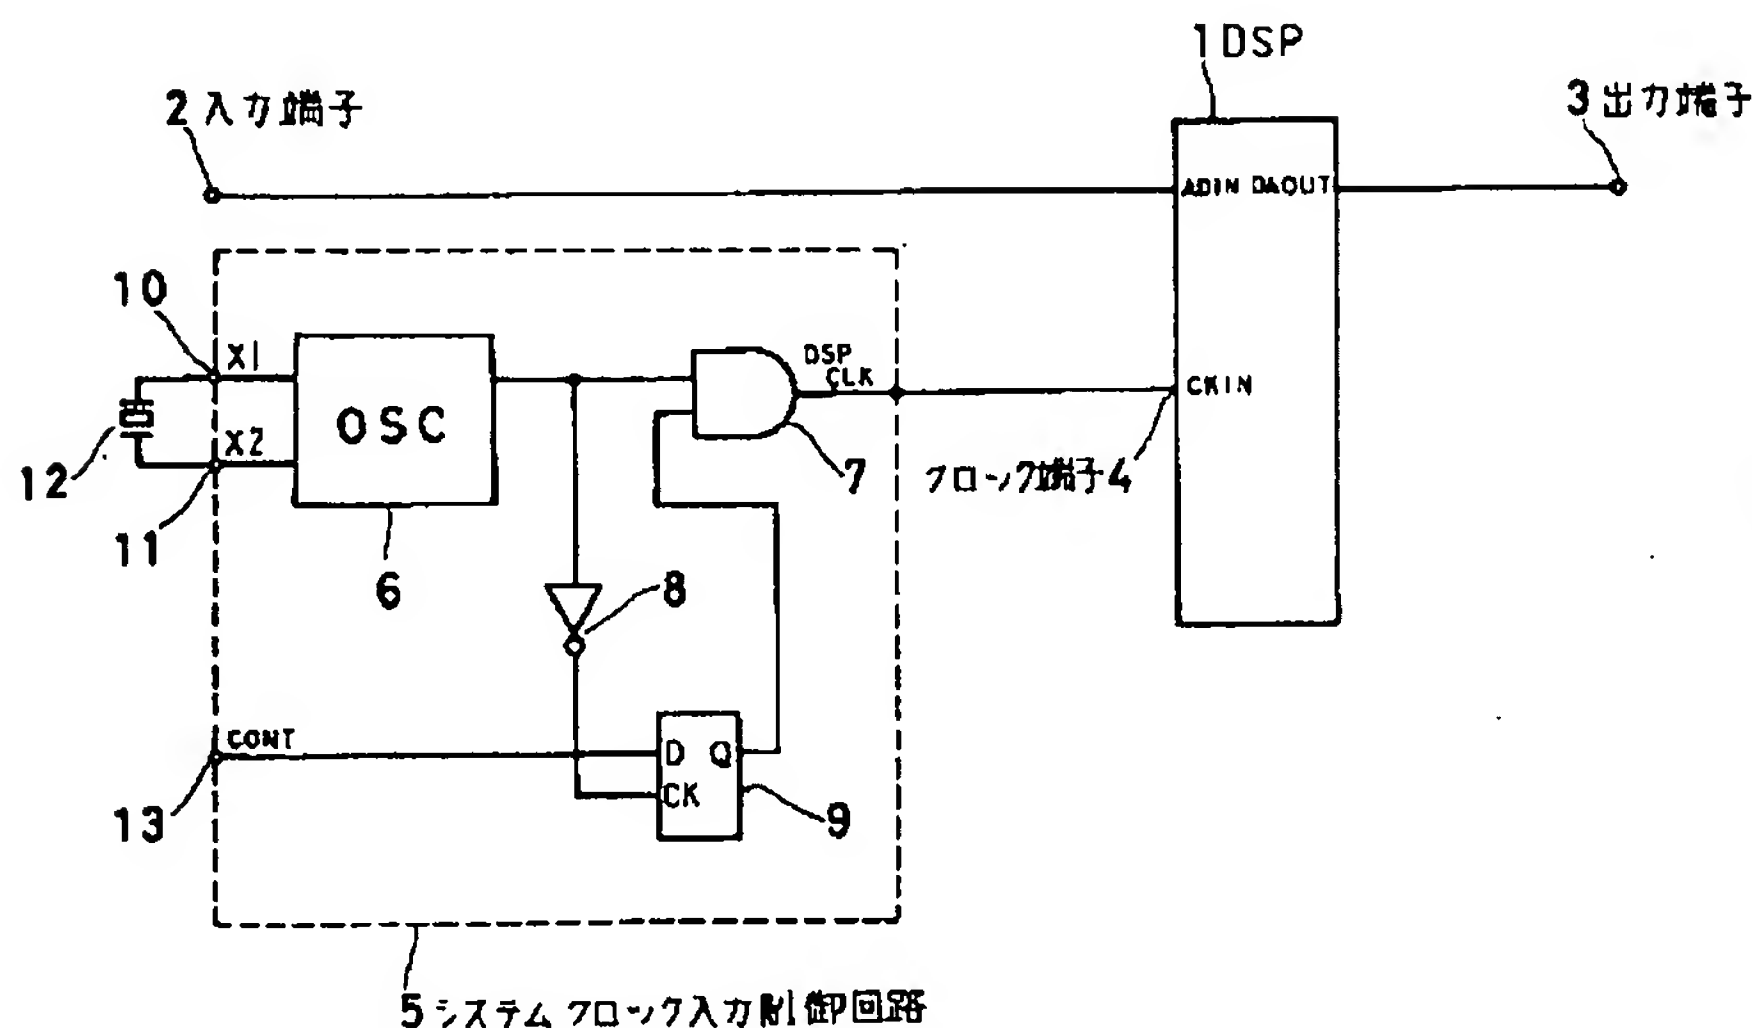 1 DSP
2 入力端子
3 出力端子
ADIN DAOUT
10
X1
DSP
CLK
CKIN
OSC
X2
12
7
クロック端子4
11
6
8
CONT
D Q
CK
13
9
5 システムクロック入力制御回路